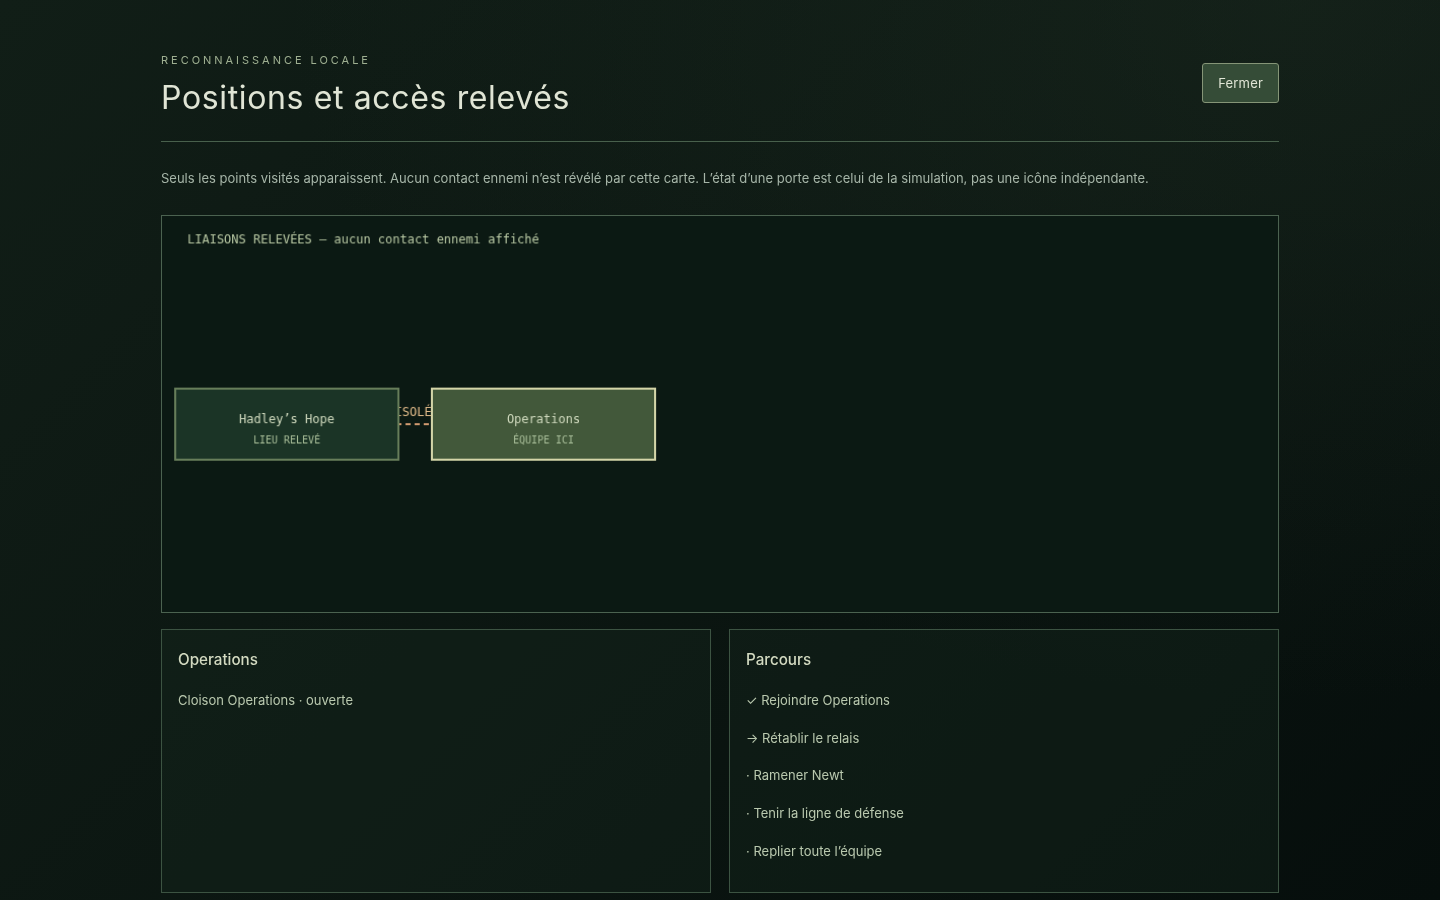 RECONNAISSANCE LOCALE
Positions et accès relevés
Fermer
Seuls les points visités apparaissent. Aucun contact ennemi n’est révélé par cette carte. L’état d’une porte est celui de la simulation, pas une icône indépendante.
LIAISONS RELEVÉES — aucun contact ennemi affiché
Hadley’s Hope
LIEU RELEVÉ
Operations
ÉQUIPE ICI
Operations
Cloison Operations · ouverte
Parcours
✓ Rejoindre Operations
→ Rétablir le relais
· Ramener Newt
· Tenir la ligne de défense
· Replier toute l’équipe